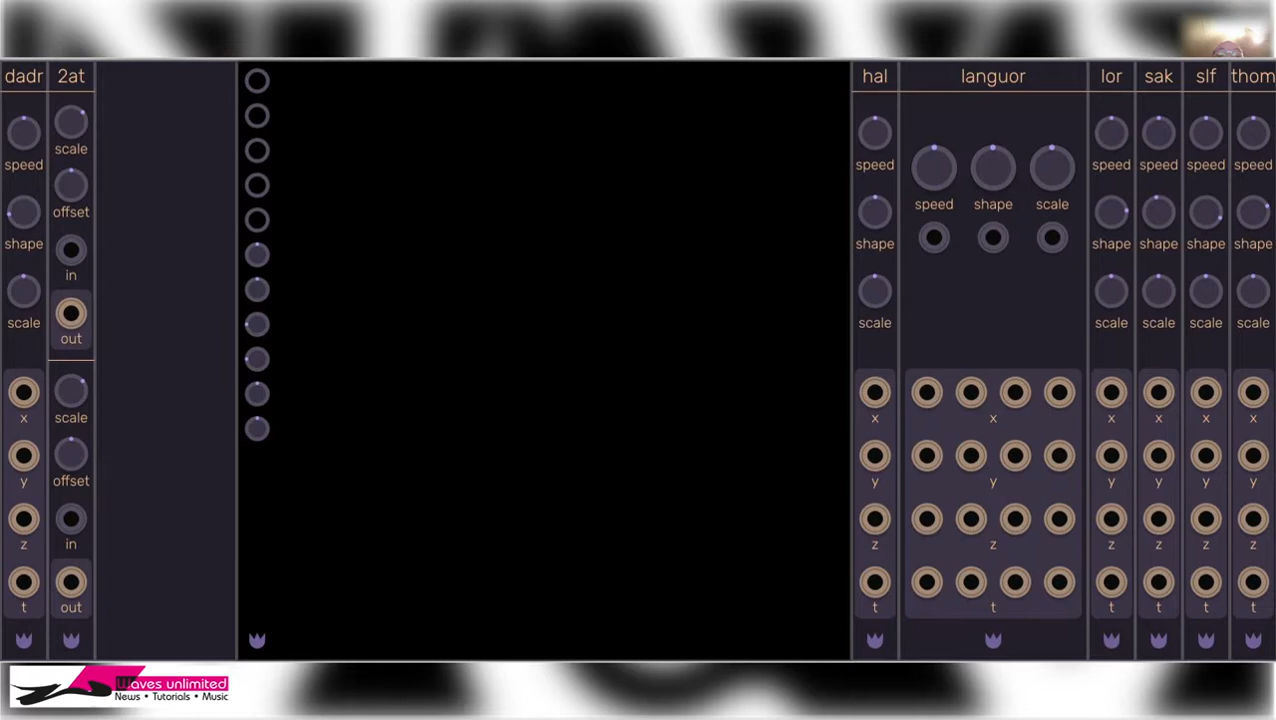 dadr
speed
shape
scale
x
y
z
t
2at
scale
offset
in
out
scale
offset
in
out
hal
speed
shape
scale
x
y
z
t
languor
speed shape scale
x
y
z
t
lor
speed
shape
scale
x
y
z
t
sak
speed
shape
scale
x
y
z
t
slf
speed
shape
scale
x
y
z
t
thom
speed
shape
scale
x
y
z
t
Waves unlimited
News • Tutorials • Music